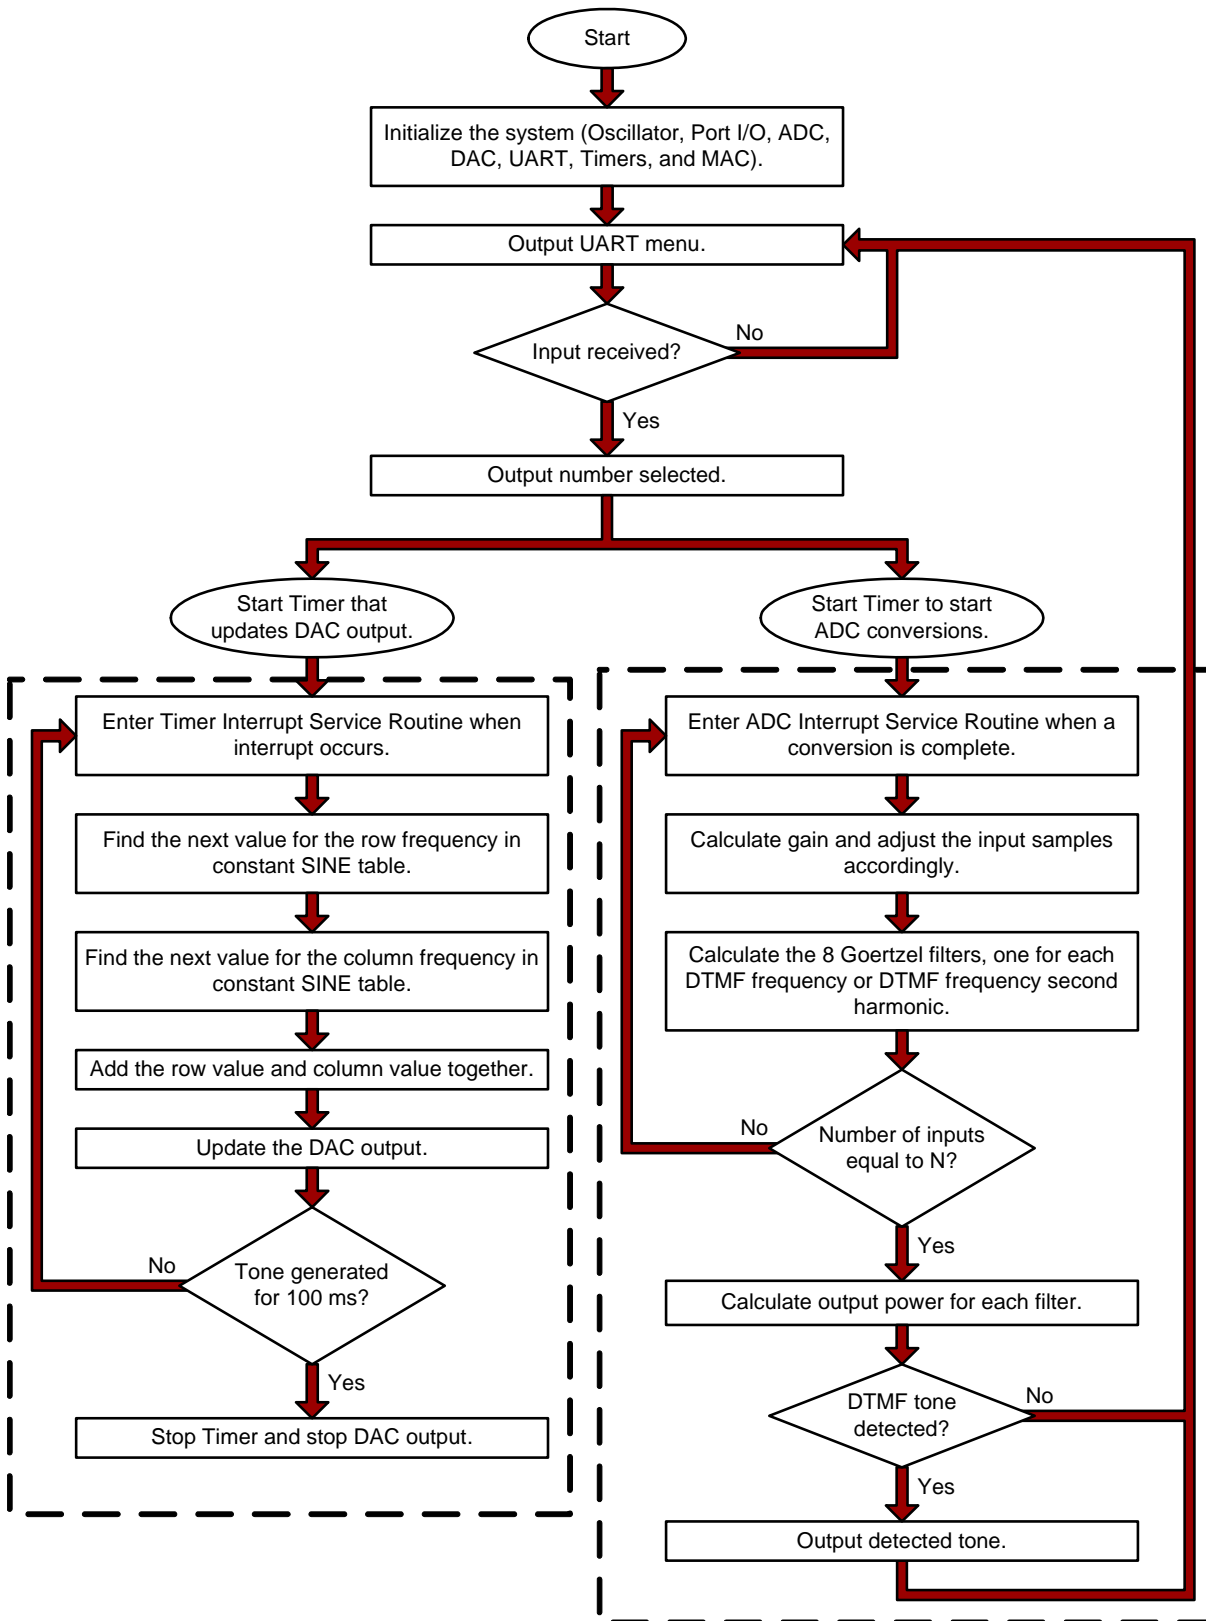 Start
Initialize the system (Oscillator, Port I/O, ADC,
DAC, UART, Timers, and MAC).
Output UART menu.
Input received?
No
Yes
Output number selected.
Start Timer that
updates DAC output.
Enter Timer Interrupt Service Routine when
interrupt occurs.
Find the next value for the row frequency in
constant SINE table.
Find the next value for the column frequency in
constant SINE table.
Add the row value and column value together.
Update the DAC output.
Tone generated
for 100 ms?
No
Yes
Stop Timer and stop DAC output.
Start Timer to start
ADC conversions.
Enter ADC Interrupt Service Routine when a
conversion is complete.
Calculate gain and adjust the input samples
accordingly.
Calculate the 8 Goertzel filters, one for each
DTMF frequency or DTMF frequency second
harmonic.
Number of inputs
equal to N?
No
Yes
Calculate output power for each filter.
DTMF tone
detected?
No
Yes
Output detected tone.